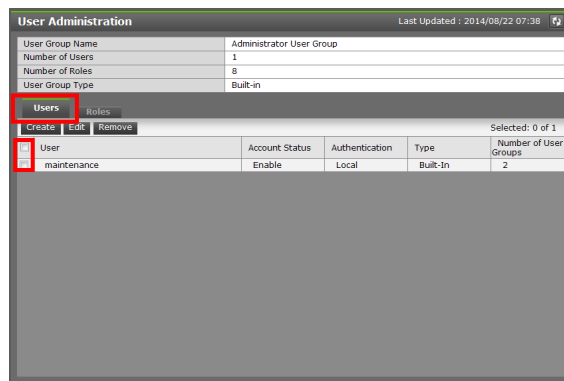 User Administration Last Updated : 2014/08/22 07:38
User Group Name Administrator User Group
Number of Users 1
Number of Roles 8
User Group Type Built-in
Users Roles
Create Edit Remove Selected: 0 of 1
User Account Status Authentication Type Number of User Groups
maintenance Enable Local Built-In 2